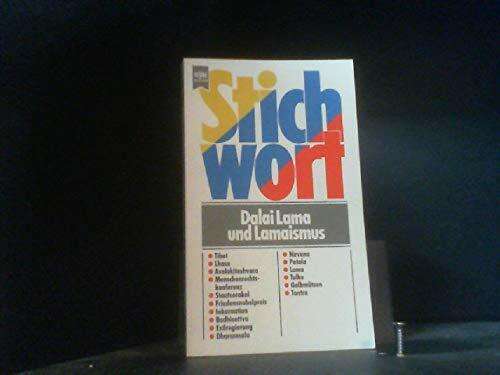 HEYNE
Stich
wort
Dalai Lama
und Lamaismus
Tibet
Lhasa
Avalokiteshvara
Menschenrechts-
konferenz
Staatsorakel
Friedensnobelpreis
Inkarnation
Bodhisattva
Exilregierung
Dharamsala
Nirvana
Potala
Lama
Tulku
Gelbmützen
Tantra